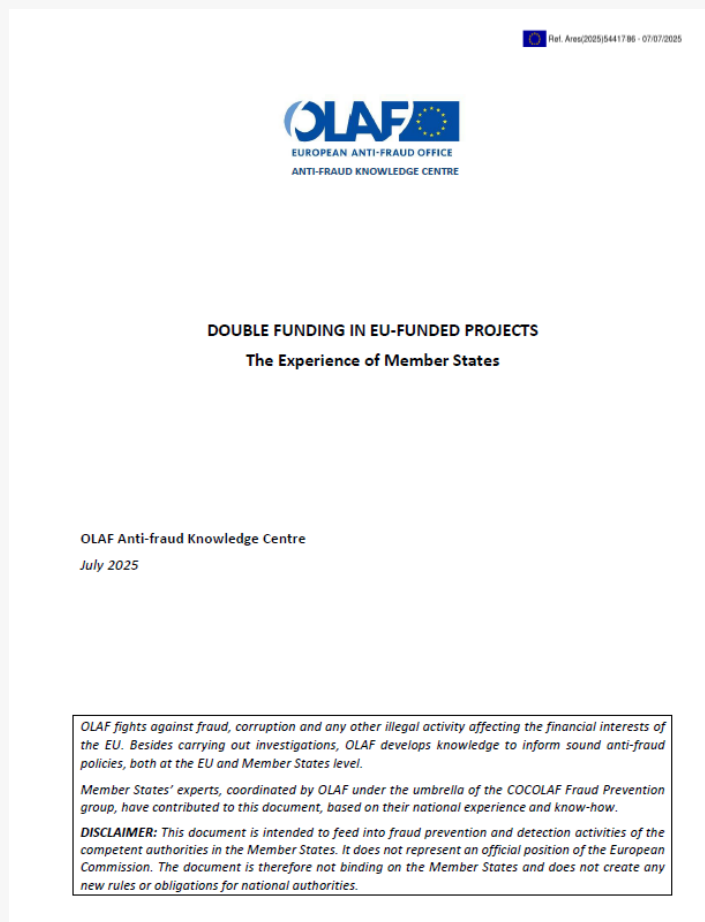 Ref. Ares(2025)5441786 - 07/07/2025
OLAF
EUROPEAN ANTI-FRAUD OFFICE
ANTI-FRAUD KNOWLEDGE CENTRE
DOUBLE FUNDING IN EU-FUNDED PROJECTS
The Experience of Member States
OLAF Anti-fraud Knowledge Centre
July 2025
OLAF fights against fraud, corruption and any other illegal activity affecting the financial interests of
the EU. Besides carrying out investigations, OLAF develops knowledge to inform sound anti-fraud
policies, both at the EU and Member States level.
Member States' experts, coordinated by OLAF under the umbrella of the COCOLAF Fraud Prevention
group, have contributed to this document, based on their national experience and know-how.
DISCLAIMER: This document is intended to feed into fraud prevention and detection activities of the
competent authorities in the Member States. It does not represent an official position of the European
Commission. The document is therefore not binding on the Member States and does not create any
new rules or obligations for national authorities.